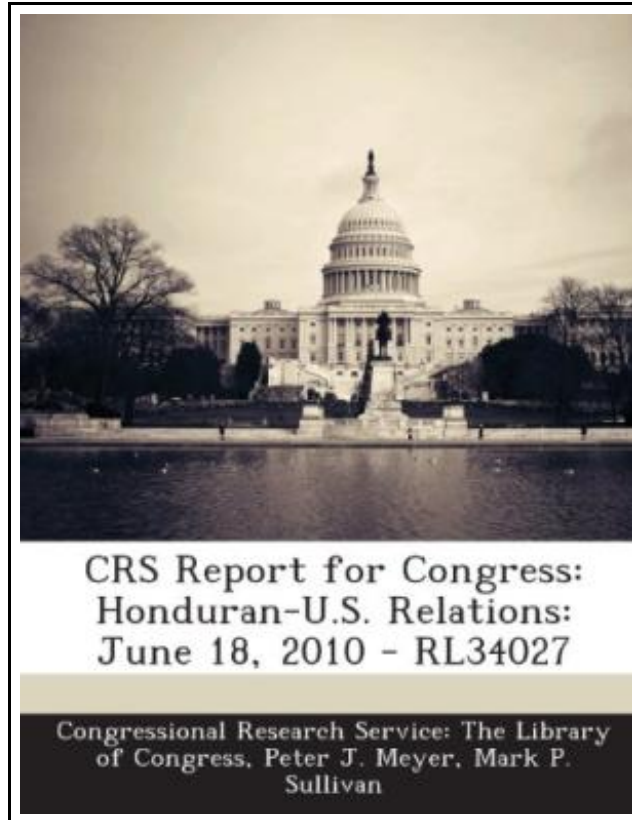 CRS Report for Congress:
Honduran-U.S. Relations:
June 18, 2010 - RL34027
Congressional Research Service: The Library
of Congress, Peter J. Meyer, Mark P.
Sullivan